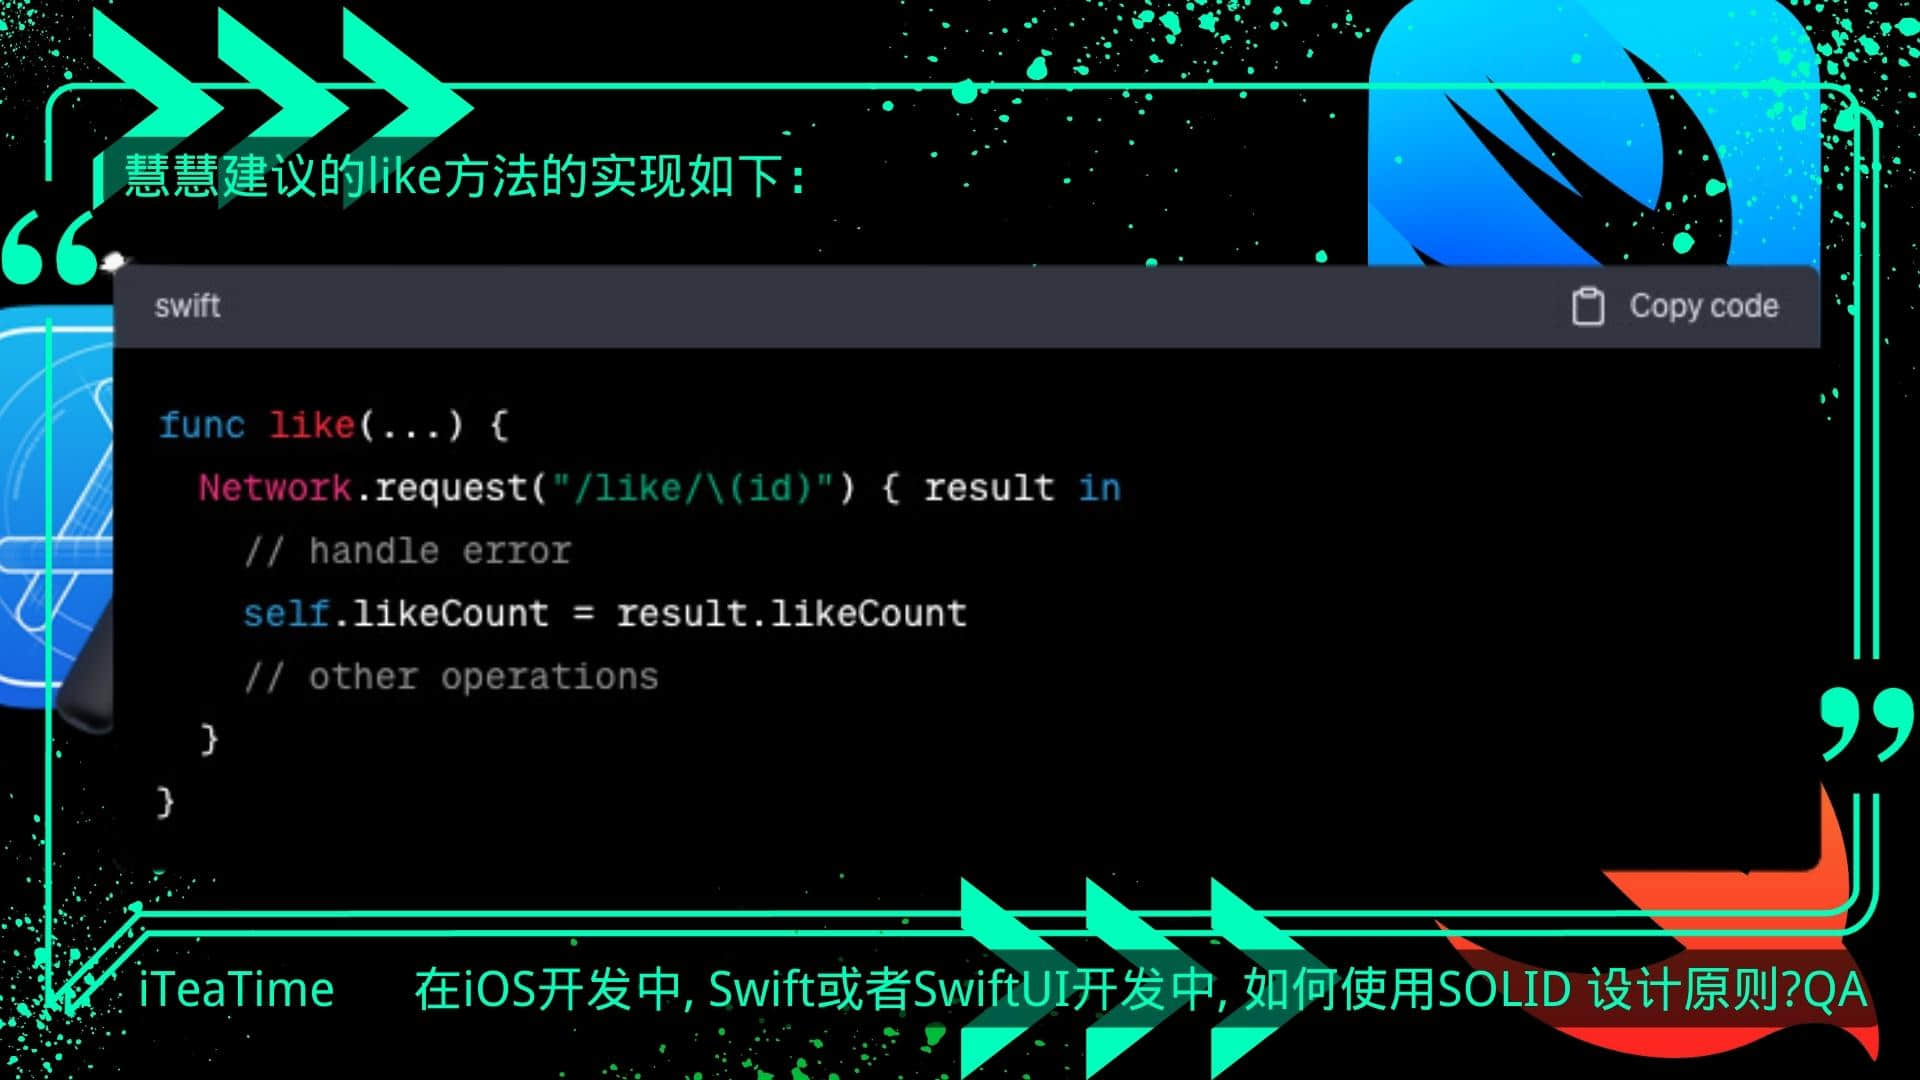 慧慧建议的like方法的实现如下：
swift
Copy code
func like(...) {
Network.request("/like/\(id)") { result in
// handle error
self.likeCount = result.likeCount
// other operations
}
}
iTeaTime 在iOS开发中, Swift或者SwiftUI开发中, 如何使用SOLID 设计原则?QA